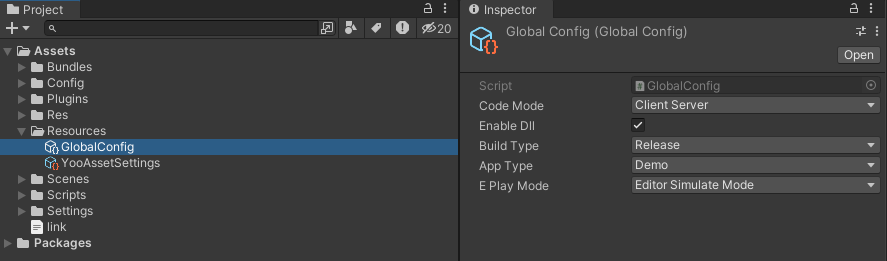 Project
20
Assets
Bundles
Config
Plugins
Res
Resources
GlobalConfig
YooAssetSettings
Scenes
Scripts
Settings
link
Packages
Inspector
Global Config (Global Config)
Open
Script GlobalConfig
Code Mode Client Server
Enable Dll
Build Type Release
App Type Demo
E Play Mode Editor Simulate Mode